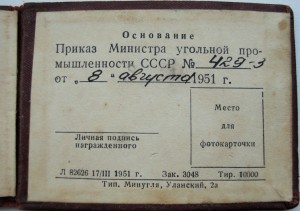 Основание
Приказ Министра угольной про-
мышленности СССР № 429-з
от „8“ августа 1951 г.
Место
для
фотокарточки
Личная подпись
награжденного
Л 82626 17/III 1951 г. Зак. 3048 Тир. 10000
Тип. Минугля, Уланский, 2а